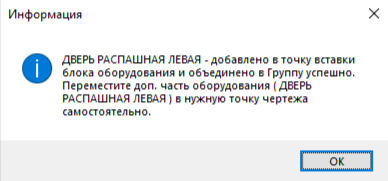 Информация
ДВЕРЬ РАСПАШНАЯ ЛЕВАЯ - добавлено в точку вставки
блока оборудования и объединено в Группу успешно.
Переместите доп. часть оборудования ( ДВЕРЬ
РАСПАШНАЯ ЛЕВАЯ ) в нужную точку чертежа
самостоятельно.
ОК